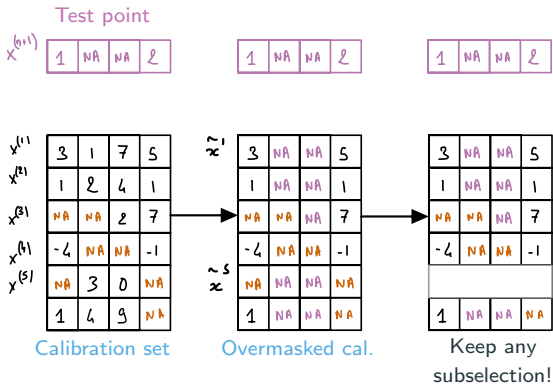 Test point
x^(n+1) 1 NA NA 2
1 NA NA 2
1 NA NA 2
x^(1) 3 1 7 5
x^(2) 1 2 4 1
x^(3) NA NA 2 7
x^(4) -4 NA NA -1
x^(5) NA 3 0 NA
1 4 9 NA
Calibration set
x̃^1 3 NA NA 5
1 NA NA 1
NA NA NA 7
-4 NA NA -1
x̃^5 NA NA NA NA
1 NA NA NA
Overmasked cal.
3 NA NA 5
1 NA NA 1
NA NA NA 7
-4 NA NA -1
1 NA NA NA
Keep any
subselection!